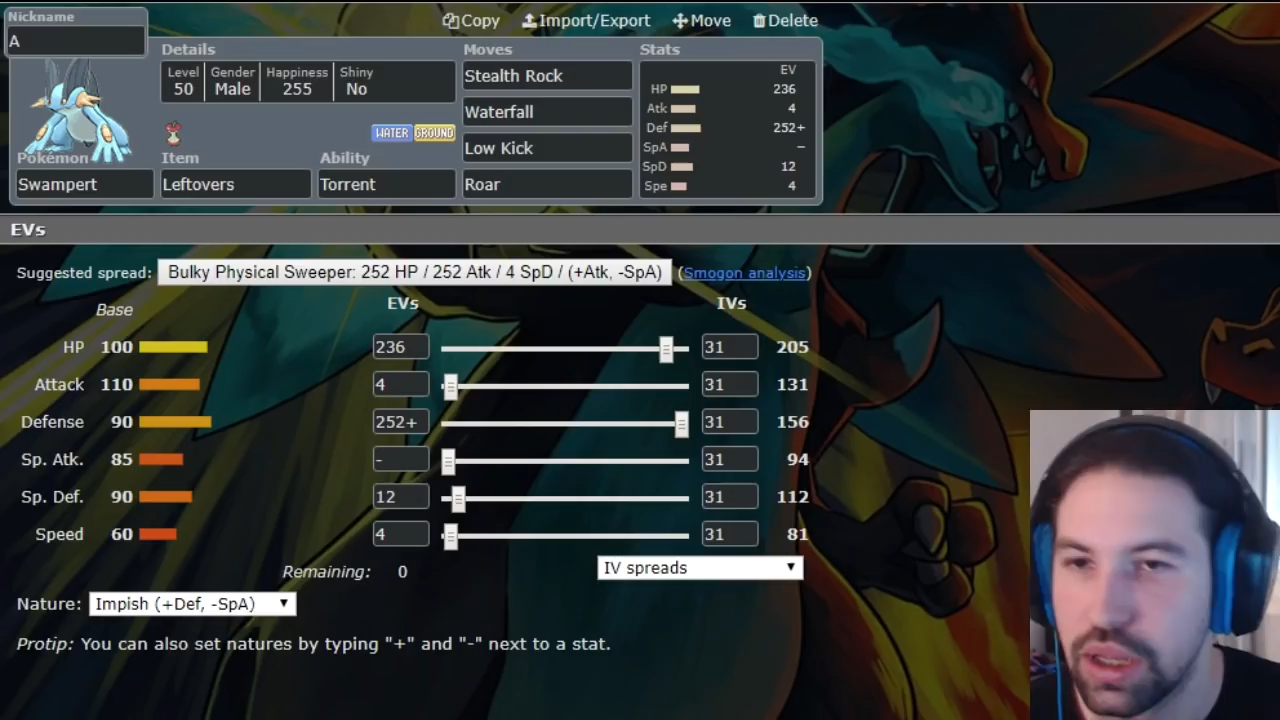 Nickname
A
Copy Import/Export Move Delete
Details
Level Gender Happiness Shiny
50 Male 255 No
WATER GROUND
Pokémon Item Ability
Swampert Leftovers Torrent
Moves
Stealth Rock
Waterfall
Low Kick
Roar
Stats
EV
HP 236
Atk 4
Def 252+
SpA –
SpD 12
Spe 4
EVs
Suggested spread: Bulky Physical Sweeper: 252 HP / 252 Atk / 4 SpD / (+Atk, -SpA) (Smogon analysis)
Base EVs IVs
HP 100 236 31 205
Attack 110 4 31 131
Defense 90 252+ 31 156
Sp. Atk. 85 - 31 94
Sp. Def. 90 12 31 112
Speed 60 4 31 81
Remaining: 0 IV spreads
Nature: Impish (+Def, -SpA)
Protip: You can also set natures by typing "+" and "-" next to a stat.